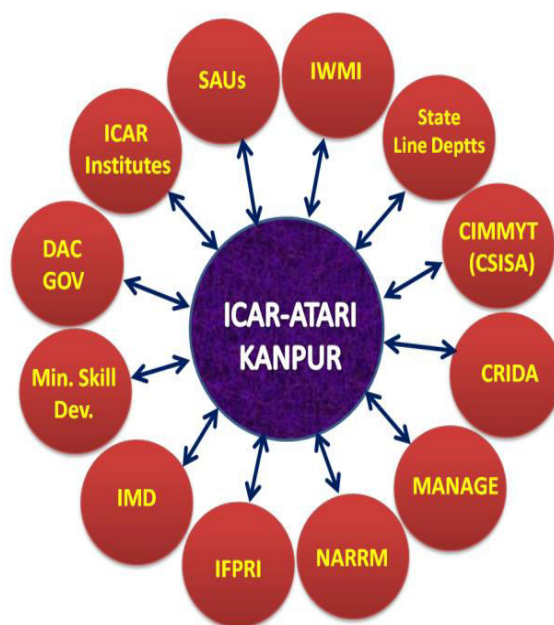 SAUs
IWMI
State
Line Deptts
ICAR
Institutes
CIMMYT
(CSISA)
DAC
GOV
ICAR-ATARI
KANPUR
CRIDA
Min. Skill
Dev.
MANAGE
IMD
NARRM
IFPRI